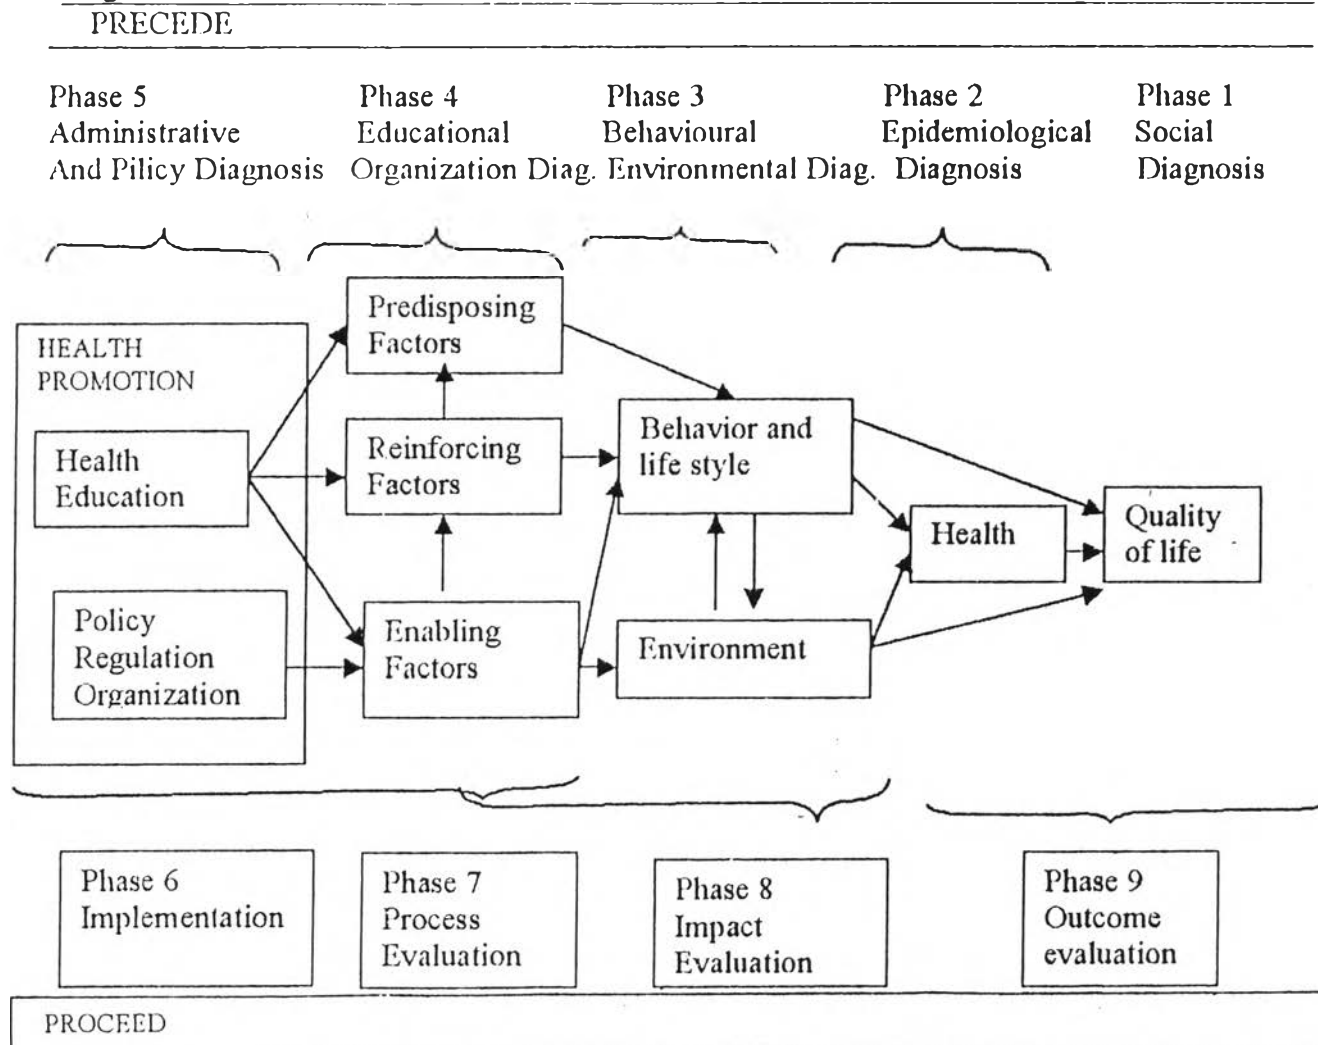 PRECEDE
Phase 5
Administrative
And Pilicy Diagnosis
Phase 4
Educational
Organization Diag.
Phase 3
Behavioural
Environmental Diag.
Phase 2
Epidemiological
Diagnosis
Phase 1
Social
Diagnosis
HEALTH
PROMOTION
Health
Education
Policy
Regulation
Organization
Predisposing
Factors
Reinforcing
Factors
Enabling
Factors
Behavior and
life style
Environment
Health
Quality
of life
Phase 6
Implementation
Phase 7
Process
Evaluation
Phase 8
Impact
Evaluation
Phase 9
Outcome
evaluation
PROCEED